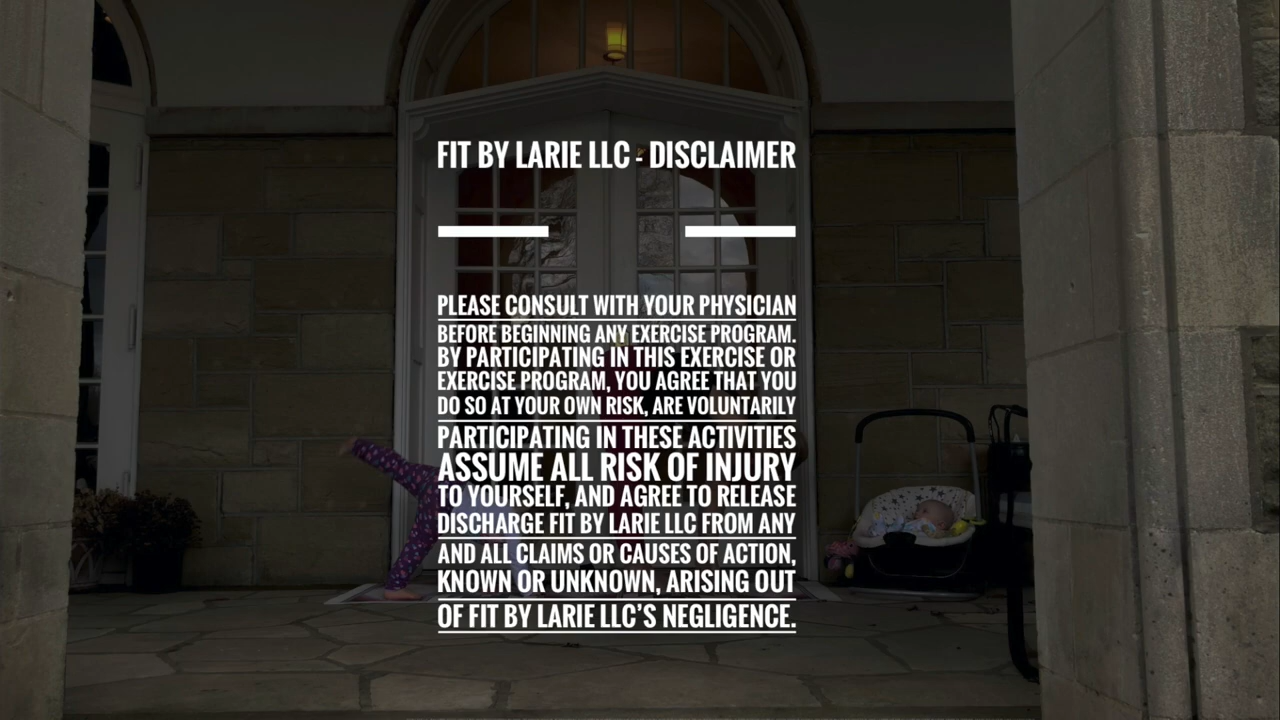 FIT BY LARIE LLC - DISCLAIMER
PLEASE CONSULT WITH YOUR PHYSICIAN
BEFORE BEGINNING ANY EXERCISE PROGRAM.
BY PARTICIPATING IN THIS EXERCISE OR
EXERCISE PROGRAM, YOU AGREE THAT YOU
DO SO AT YOUR OWN RISK, ARE VOLUNTARILY
PARTICIPATING IN THESE ACTIVITIES
ASSUME ALL RISK OF INJURY
TO YOURSELF, AND AGREE TO RELEASE
DISCHARGE FIT BY LARIE LLC FROM ANY
AND ALL CLAIMS OR CAUSES OF ACTION,
KNOWN OR UNKNOWN, ARISING OUT
OF FIT BY LARIE LLC'S NEGLIGENCE.